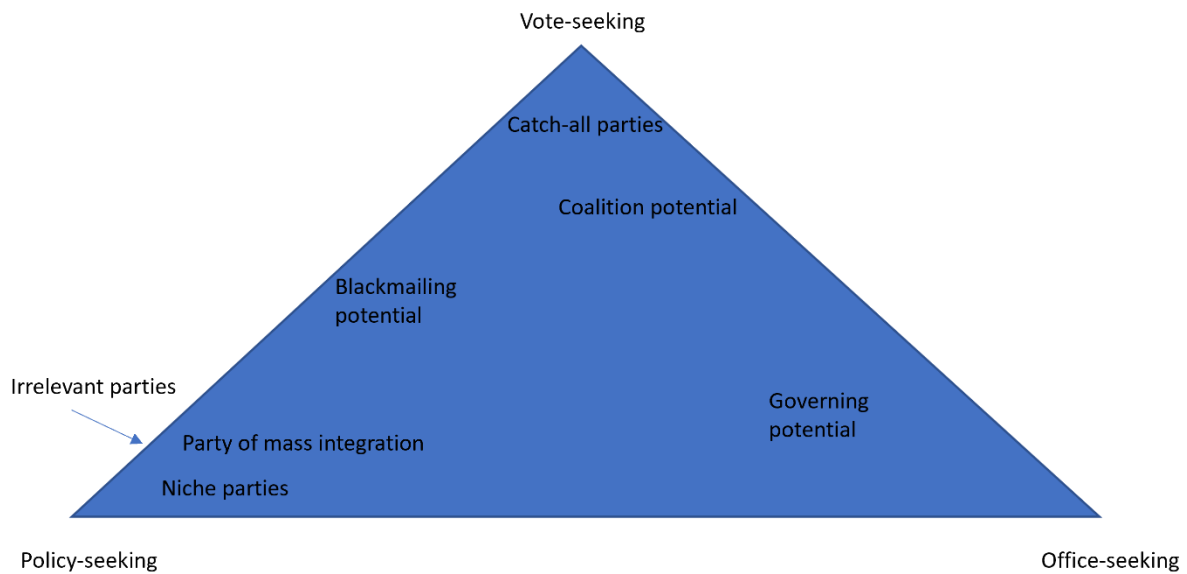 Vote-seeking
Catch-all parties
Coalition potential
Blackmailing
potential
Irrelevant parties
Governing
potential
Party of mass integration
Niche parties
Policy-seeking
Office-seeking